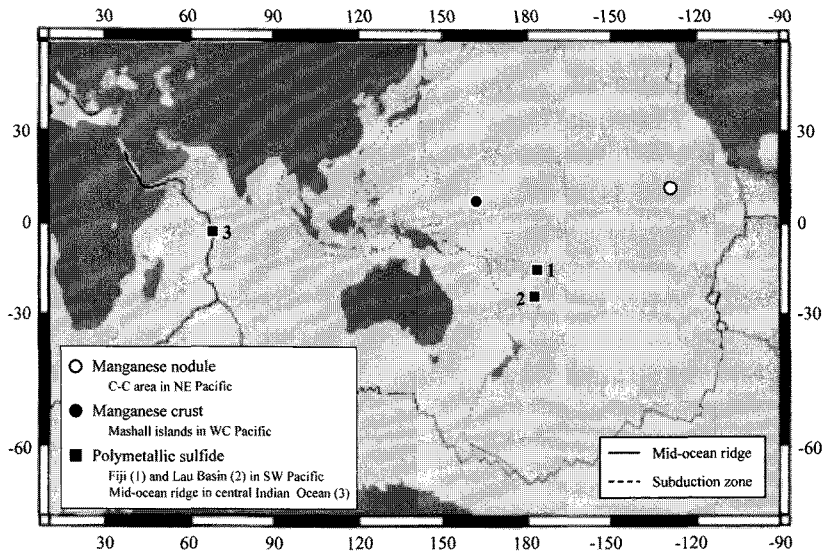 30 60 90 120 150 180 -150 -120 -90
30 30
0 0
3
1
-30 2 -30
Manganese nodule
C-C area in NE Pacific
Manganese crust
Mashall islands in WC Pacific
-60 -60
Polymetallic sulfide
Fiji (1) and Lau Basin (2) in SW Pacific
Mid-ocean ridge in central Indian Ocean (3)
Mid-ocean ridge
Subduction zone
30 60 90 120 150 180 -150 -120 -90